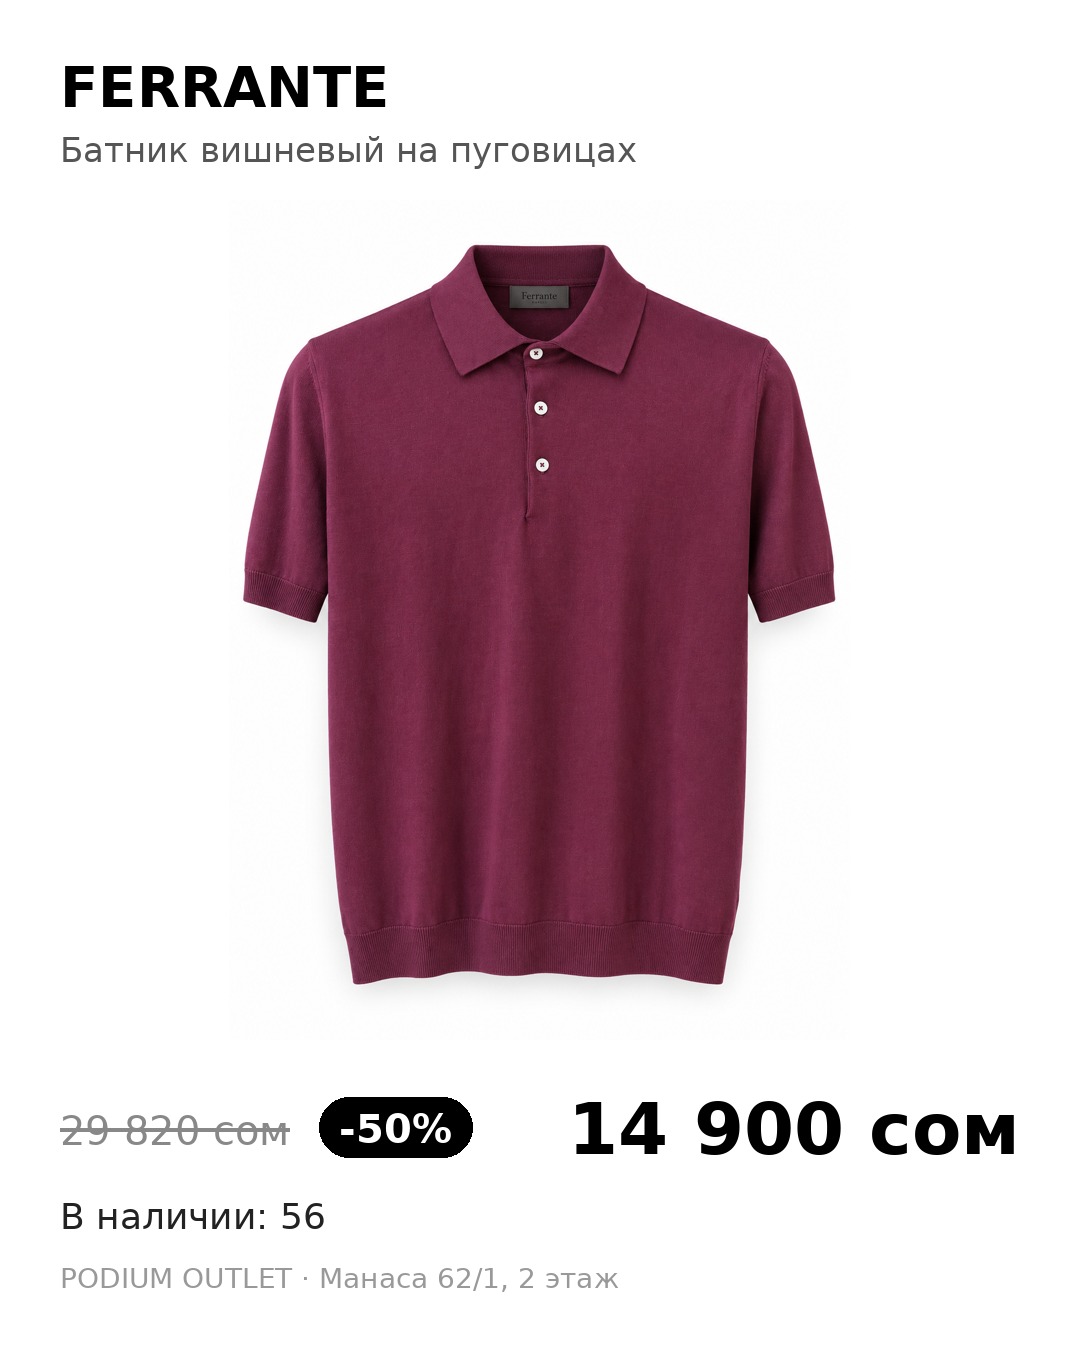 FERRANTE
Батник вишневый на пуговицах
Ferrante
29 820 сом -50% 14 900 сом
В наличии: 56
PODIUM OUTLET · Манаса 62/1, 2 этаж